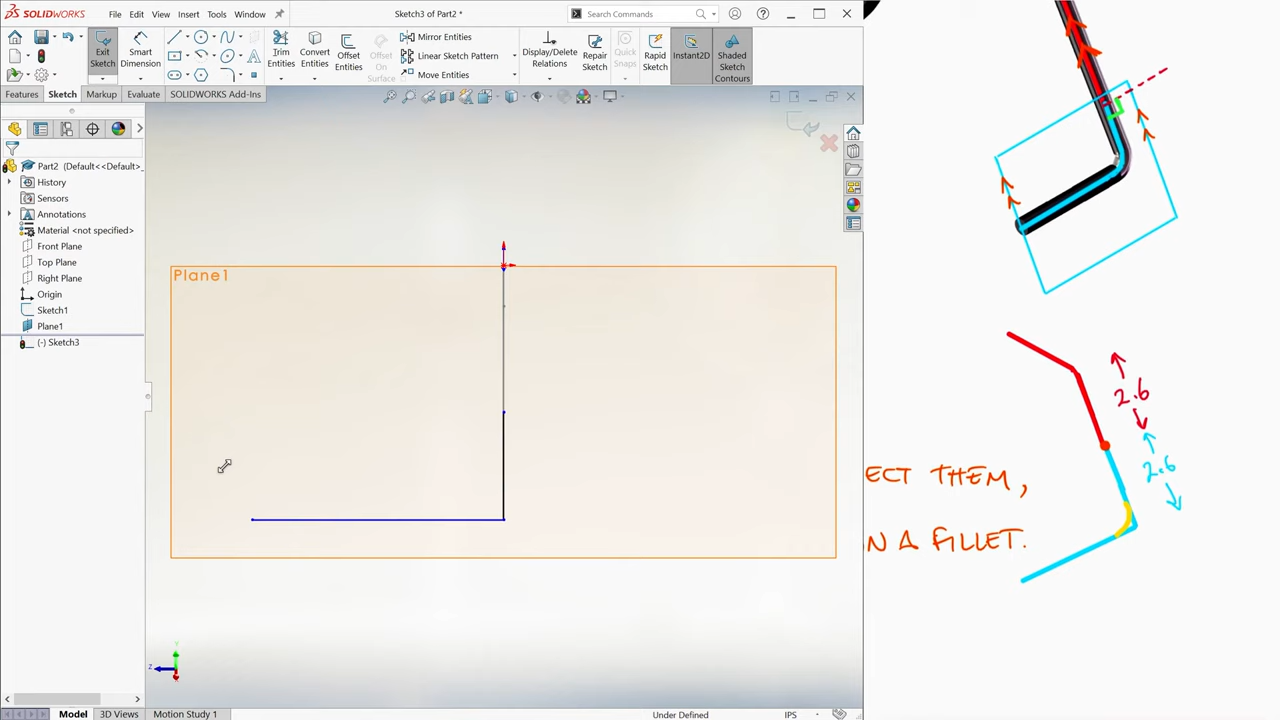 SOLIDWORKS
File
Edit
View
Insert
Tools
Window
Sketch3 of Part2 *
Search Commands
Exit Sketch
Smart Dimension
Trim Entities
Convert Entities
Offset Entities
Offset On Surface
Mirror Entities
Linear Sketch Pattern
Move Entities
Display/Delete Relations
Repair Sketch
Quick Snaps
Rapid Sketch
Instant2D
Shaded Sketch Contours
Features
Sketch
Markup
Evaluate
SOLIDWORKS Add-Ins
Part2 (Default<<Default>_
History
Sensors
Annotations
Material <not specified>
Front Plane
Top Plane
Right Plane
Origin
Sketch1
Plane1
(-) Sketch3
Plane1
Y
Z
2.6
2.6
ECT THEM,
N A FILLET.
Model
3D Views
Motion Study 1
Under Defined
IPS